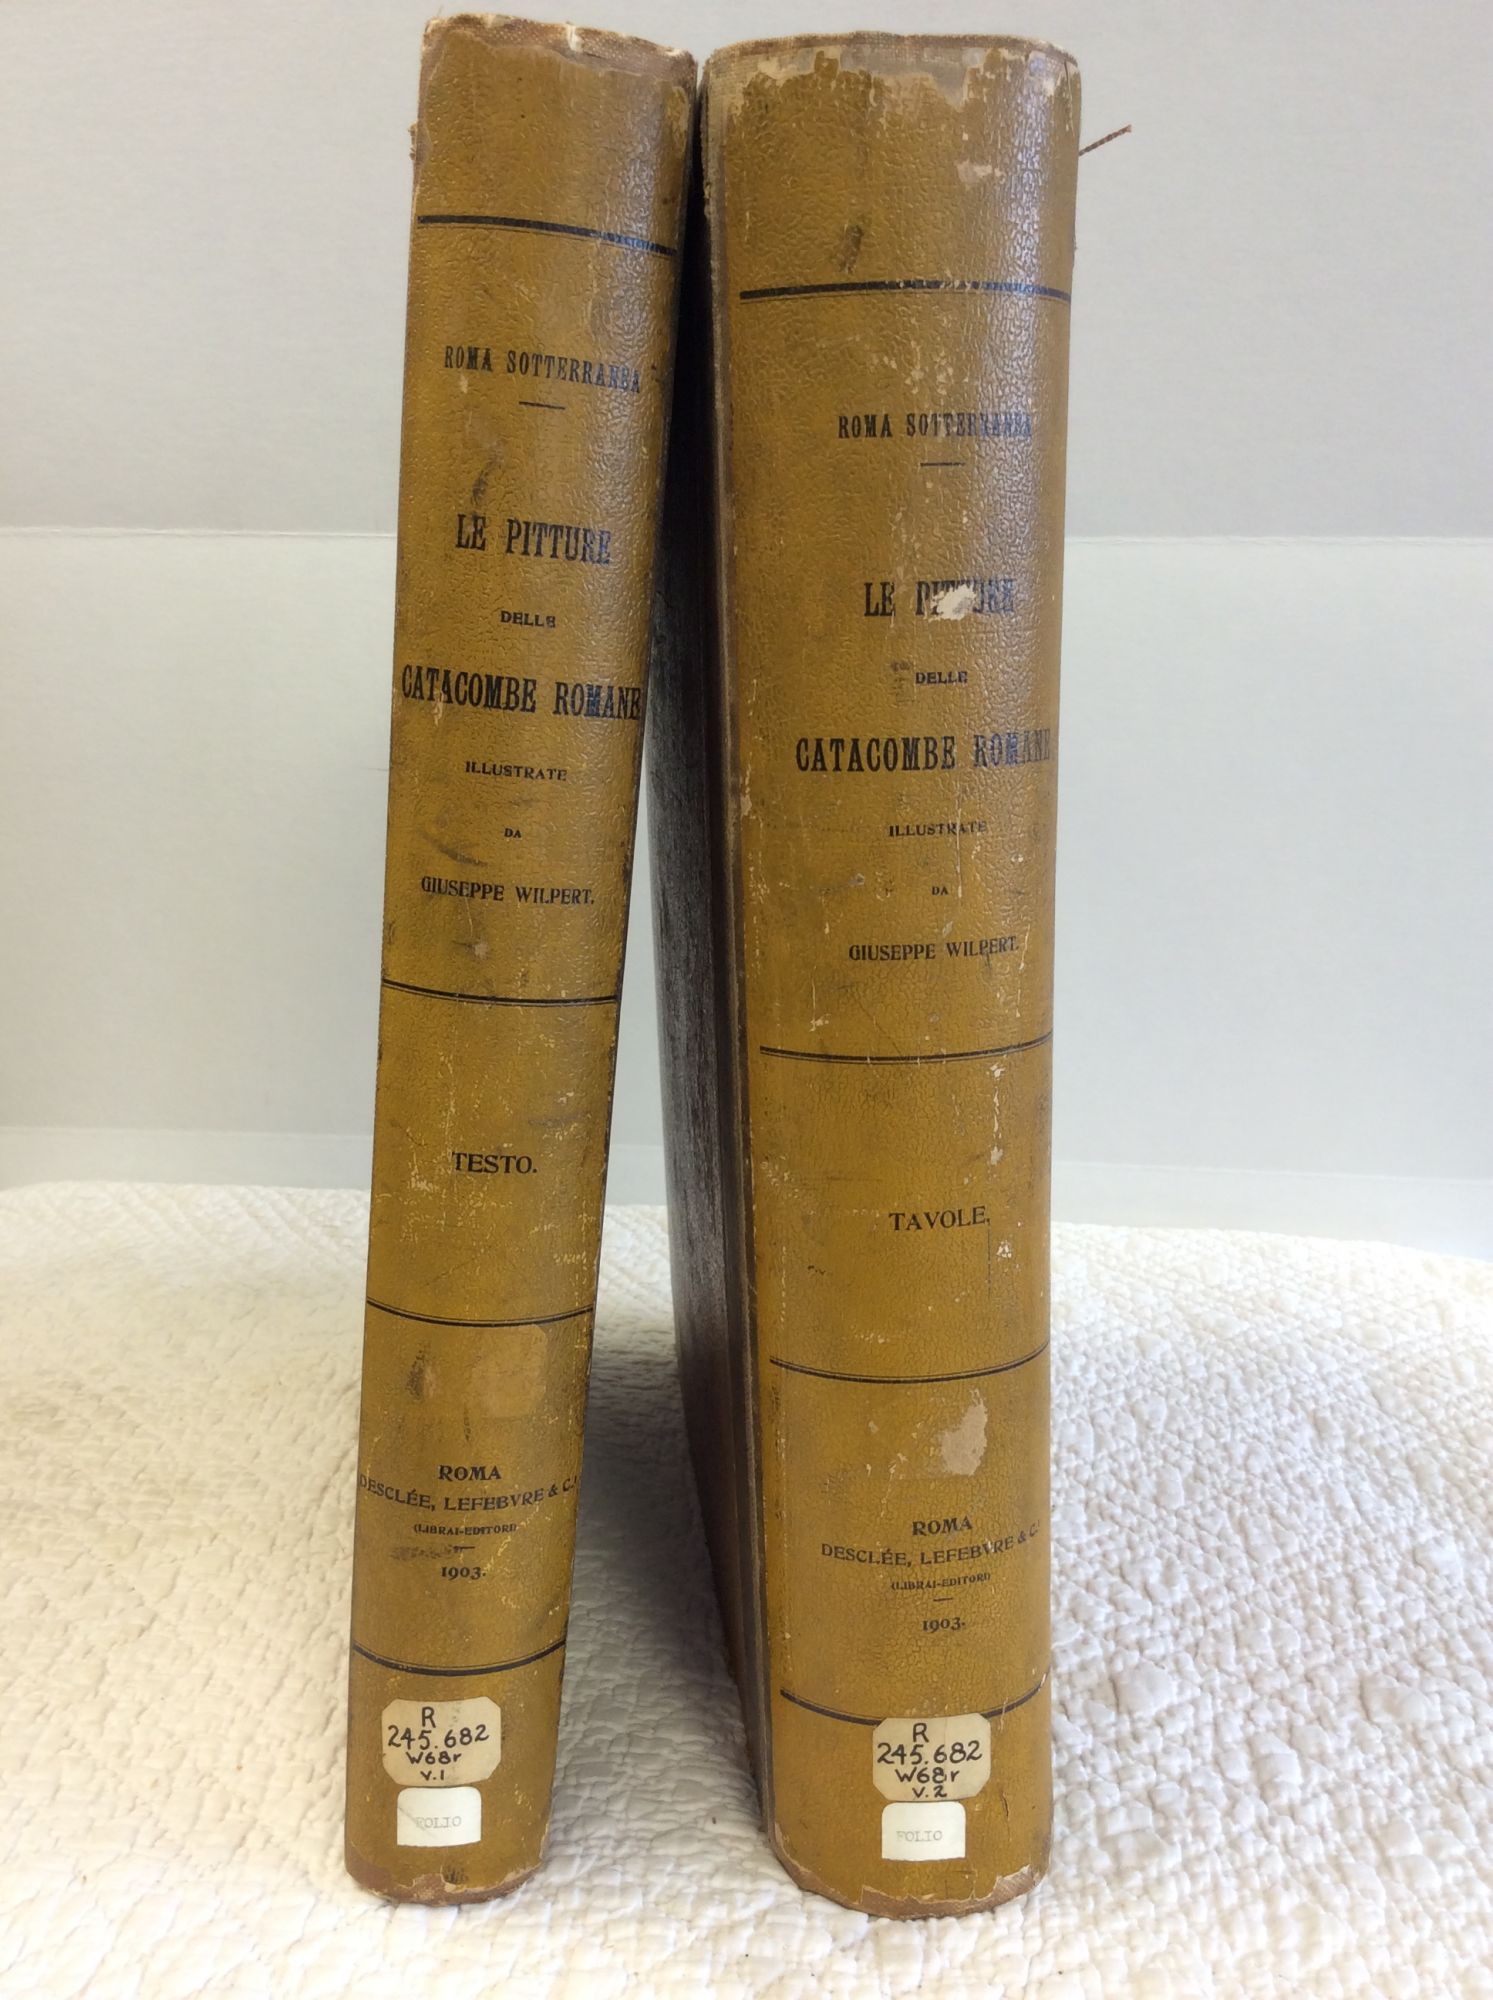 ROMA SOTTERRANEA
LE PITTURE
DELLE
CATACOMBE ROMANE
ILLUSTRATE
DA
GIUSEPPE WILPERT.
TESTO.
ROMA
DESCLÉE, LEFEBVRE & C.i
(LIBRAI-EDITORI)
1903.
R
245.682
W68r
v.1
FOLIO
ROMA SOTTERRANEA
LE PITTURE
DELLE
CATACOMBE ROMANE
ILLUSTRATE
DA
GIUSEPPE WILPERT.
TAVOLE.
ROMA
DESCLÉE, LEFEBVRE & C.i
(LIBRAI-EDITORI)
1903.
R
245.682
W68r
v.2
FOLIO